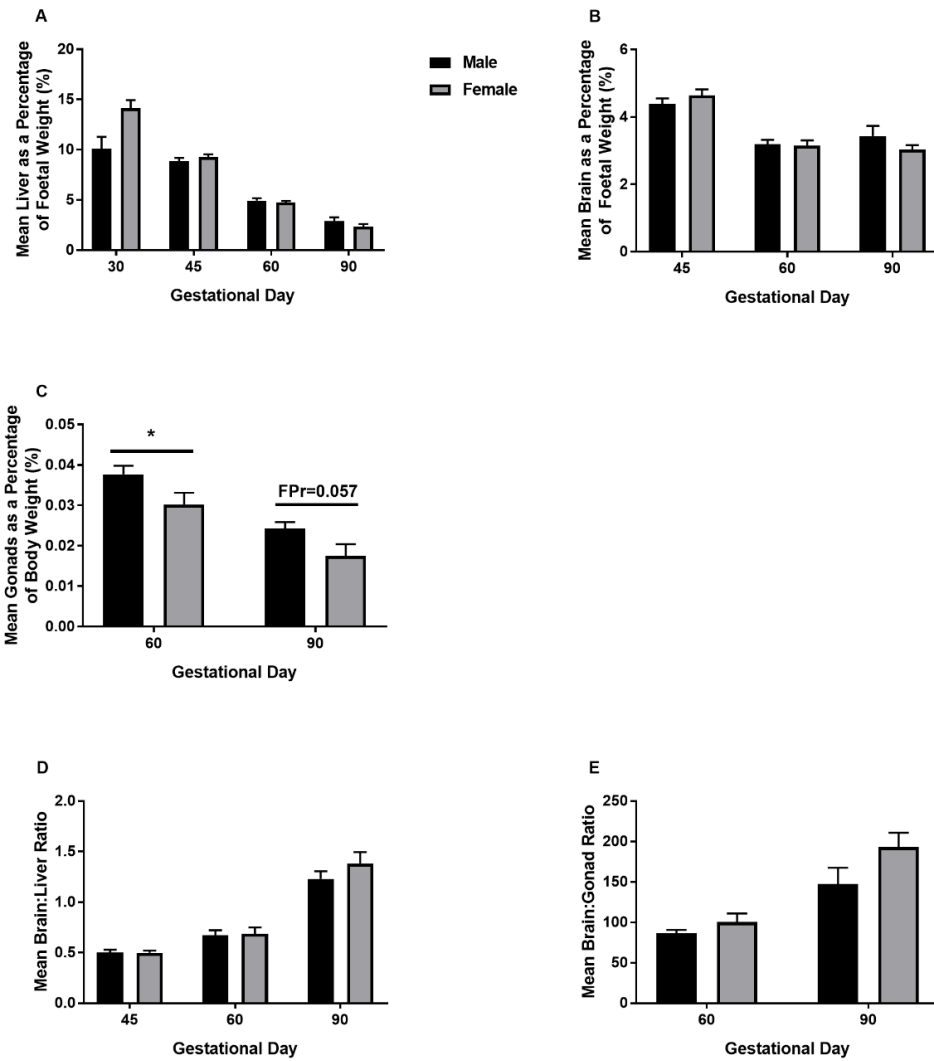 A
Mean Liver as a Percentage
of Foetal Weight (%)
20
15
10
5
0
30 45 60 90
Gestational Day
Male
Female
B
Mean Brain as a Percentage
of Foetal Weight (%)
6
4
2
0
45 60 90
Gestational Day
C
Mean Gonads as a Percentage
of Body Weight (%)
0.05
0.04
0.03
0.02
0.01
0.00
*
FPr=0.057
60 90
Gestational Day
D
Mean Brain:Liver Ratio
2.0
1.5
1.0
0.5
0.0
45 60 90
Gestational Day
E
Mean Brain:Gonad Ratio
250
200
150
100
50
0
60 90
Gestational Day